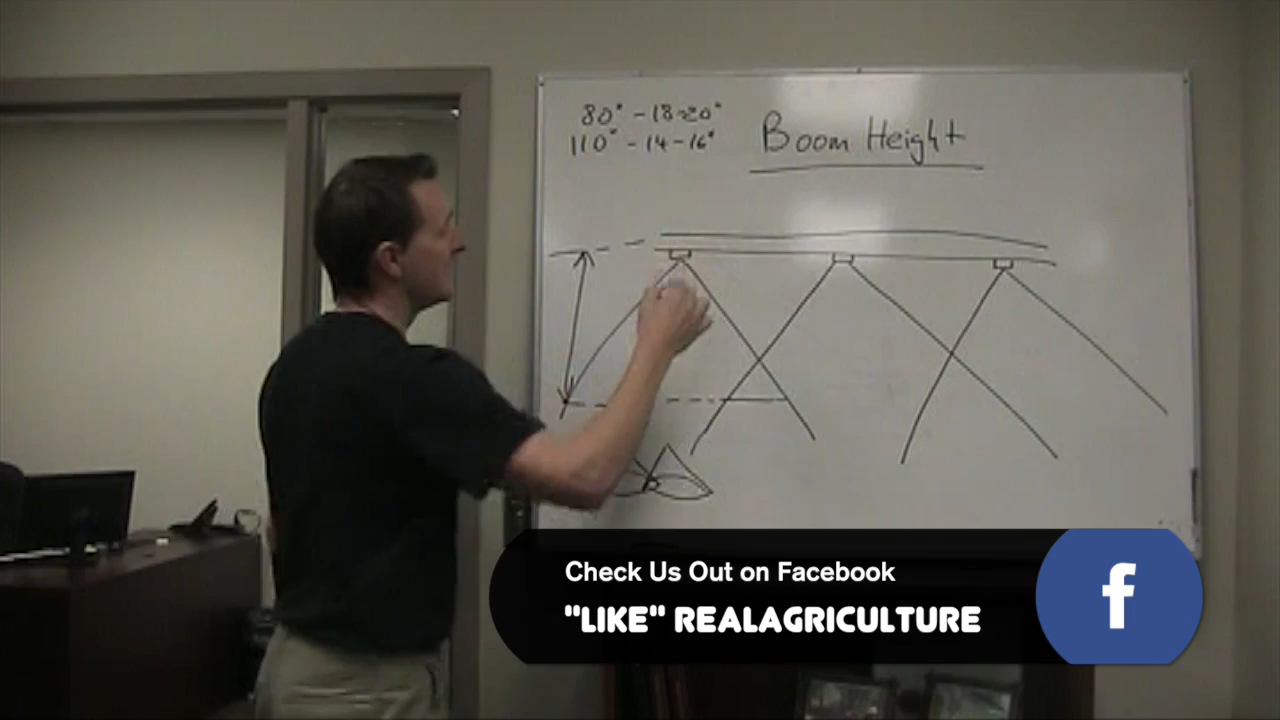 80° - 18-20"
110° - 14-16"
Boom Height
Check Us Out on Facebook
"LIKE" REALAGRICULTURE
f